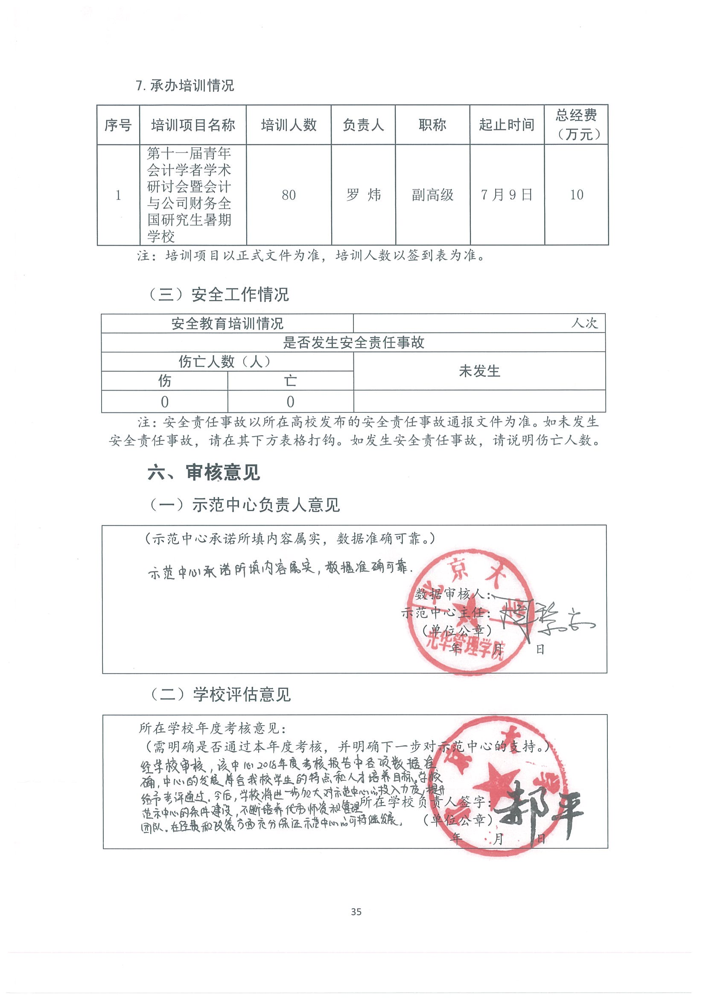 7. 承办培训情况
序号 培训项目名称 培训人数 负责人 职称 起止时间 总经费（万元）
1 第十一届青年会计学者学术研讨会暨会计与公司财务全国研究生暑期学校 80 罗 炜 副高级 7月9日 10
注：培训项目以正式文件为准，培训人数以签到表为准。
（三）安全工作情况
安全教育培训情况 人次
是否发生安全责任事故
伤亡人数（人） 未发生
伤 亡
0 0
注：安全责任事故以所在高校发布的安全责任事故通报文件为准。如未发生
安全责任事故，请在其下方表格打钩。如发生安全责任事故，请说明伤亡人数。
六、审核意见
（一）示范中心负责人意见
（示范中心承诺所填内容属实，数据准确可靠。）
示范中心承诺所填内容属实，数据准确可靠.
北京大学
光华管理学院
数据审核人：
示范中心主任：
（单位公章）
年 月 日
（二）学校评估意见
所在学校年度考核意见：
（需明确是否通过本年度考核，并明确下一步对示范中心的支持。）
经学校审核，该中心2018年度考核报告中各项数据准
确，中心的发展符合我校学生的特点和人才培养目标。学校
给予考评通过。今后，学校将进一步加大对示范中心的投入力度，提升
范示中心的条件建设，不断培养优秀师资和管理
团队。在经费和政策方面充分保证示范中心的可持续发展。
所在学校负责人签字：郝平
（单位公章）
年 月 日
北京大学
35